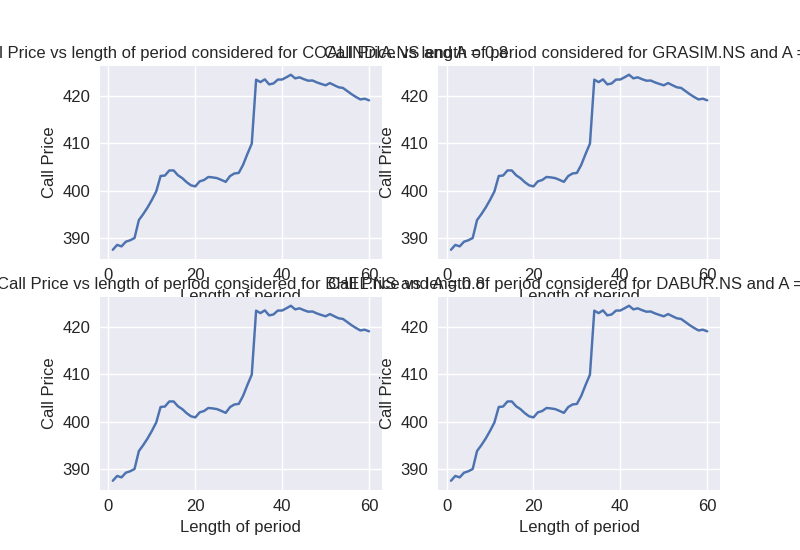 l Price vs length of period considered for COALINDIA.NS and A = 0.8
Call Price vs length of period considered for GRASIM.NS and A =
Call Price
420
410
400
390
0 20 40 60
Length of period
Call Price
420
410
400
390
0 20 40 60
Length of period
Call Price vs length of period considered for BHEL.NS and A = 0.8
Call Price vs length of period considered for DABUR.NS and A =
Call Price
420
410
400
390
0 20 40 60
Length of period
Call Price
420
410
400
390
0 20 40 60
Length of period